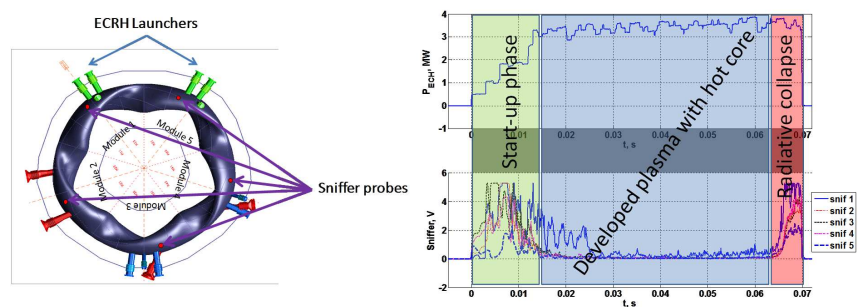 ECRH Launchers
Module 1
Module 5
Module 2
Module 4
Module 3
Sniffer probes
P_ECH, MW
4
3
2
1
0
-1
0
0.01
0.02
0.03
0.04
0.05
0.06
0.07
t, s
Start-up phase
Developed plasma with hot core
Radiative collapse
Sniffer, V
6
4
2
0
-2
0
0.01
0.02
0.03
0.04
0.05
0.06
0.07
t, s
snif 1
snif 2
snif 3
snif 4
snif 5